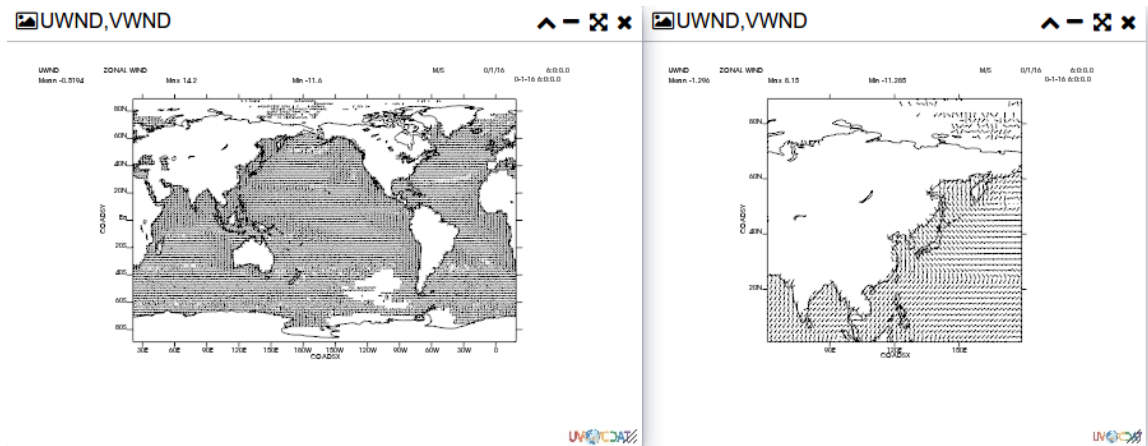 UWND,VWND
UWND ZONAL WIND M/S 0/1/16 6:0:0.0
Mean -0.5194 Max 14.2 Min -11.6 0-1-16 6:0:0.0
80N
60N
40N
20N
Eq
20S
40S
60S
80S
COADSY
30E 60E 90E 120E 150E 180W 150W 120W 90W 60W 30W 0
COADSX
UV CDAT
UWND,VWND
UWND ZONAL WIND M/S 0/1/16 6:0:0.0
Mean -1.296 Max 8.15 Min -11.285 0-1-16 6:0:0.0
80N
60N
40N
20N
COADSY
90E 120E 150E
COADSX